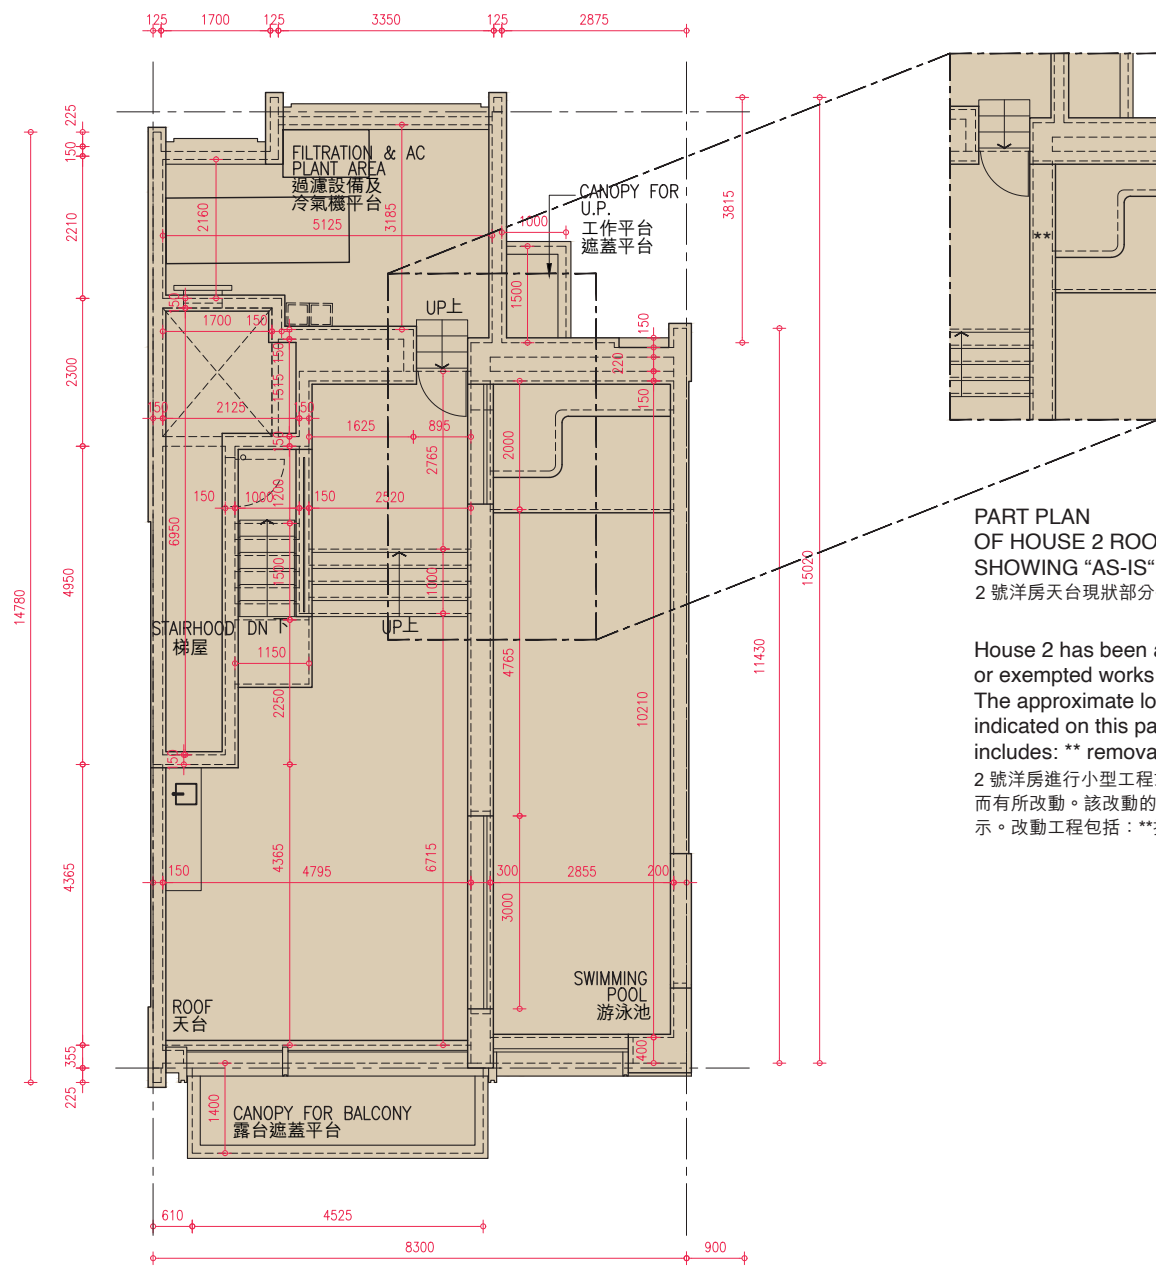 125 1700 125 3350 125 2875
225
150
2210
2300
4950
14780
4365
355
225
FILTRATION & AC
PLANT AREA
過濾設備及
冷氣機平台
2160
5125
3185
CANOPY FOR
U.P.
工作平台
遮蓋平台
1000
1500
3815
UP上
150
1700
150
150
1515
150
2125
150
150
1625
895
2765
2000
150
220
150
**
150
1000
1200
150
2520
6950
1500
1000
STAIRHOOD
梯屋
DN下
UP上
1150
2250
4765
10210
15020
11430
150
PART PLAN
OF HOUSE 2 ROO
SHOWING “AS-IS“
2 號洋房天台現狀部分
House 2 has been a
or exempted works
The approximate lo
indicated on this pa
includes: ** remova
2 號洋房進行小型工程
而有所改動。該改動的
示。改動工程包括：**
150
4795
4365
6715
300
3000
2855
200
SWIMMING
POOL
游泳池
ROOF
天台
400
1400
CANOPY FOR BALCONY
露台遮蓋平台
610
4525
8300
900